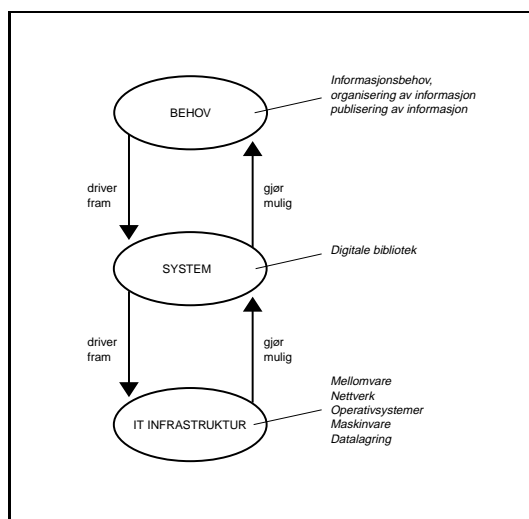 Informasjonsbehov,
organisering av informasjon
publisering av informasjon
BEHOV
driver
fram
gjør
mulig
SYSTEM
Digitale bibliotek
driver
fram
gjør
mulig
IT INFRASTRUKTUR
Mellomvare
Nettverk
Operativsystemer
Maskinvare
Datalagring